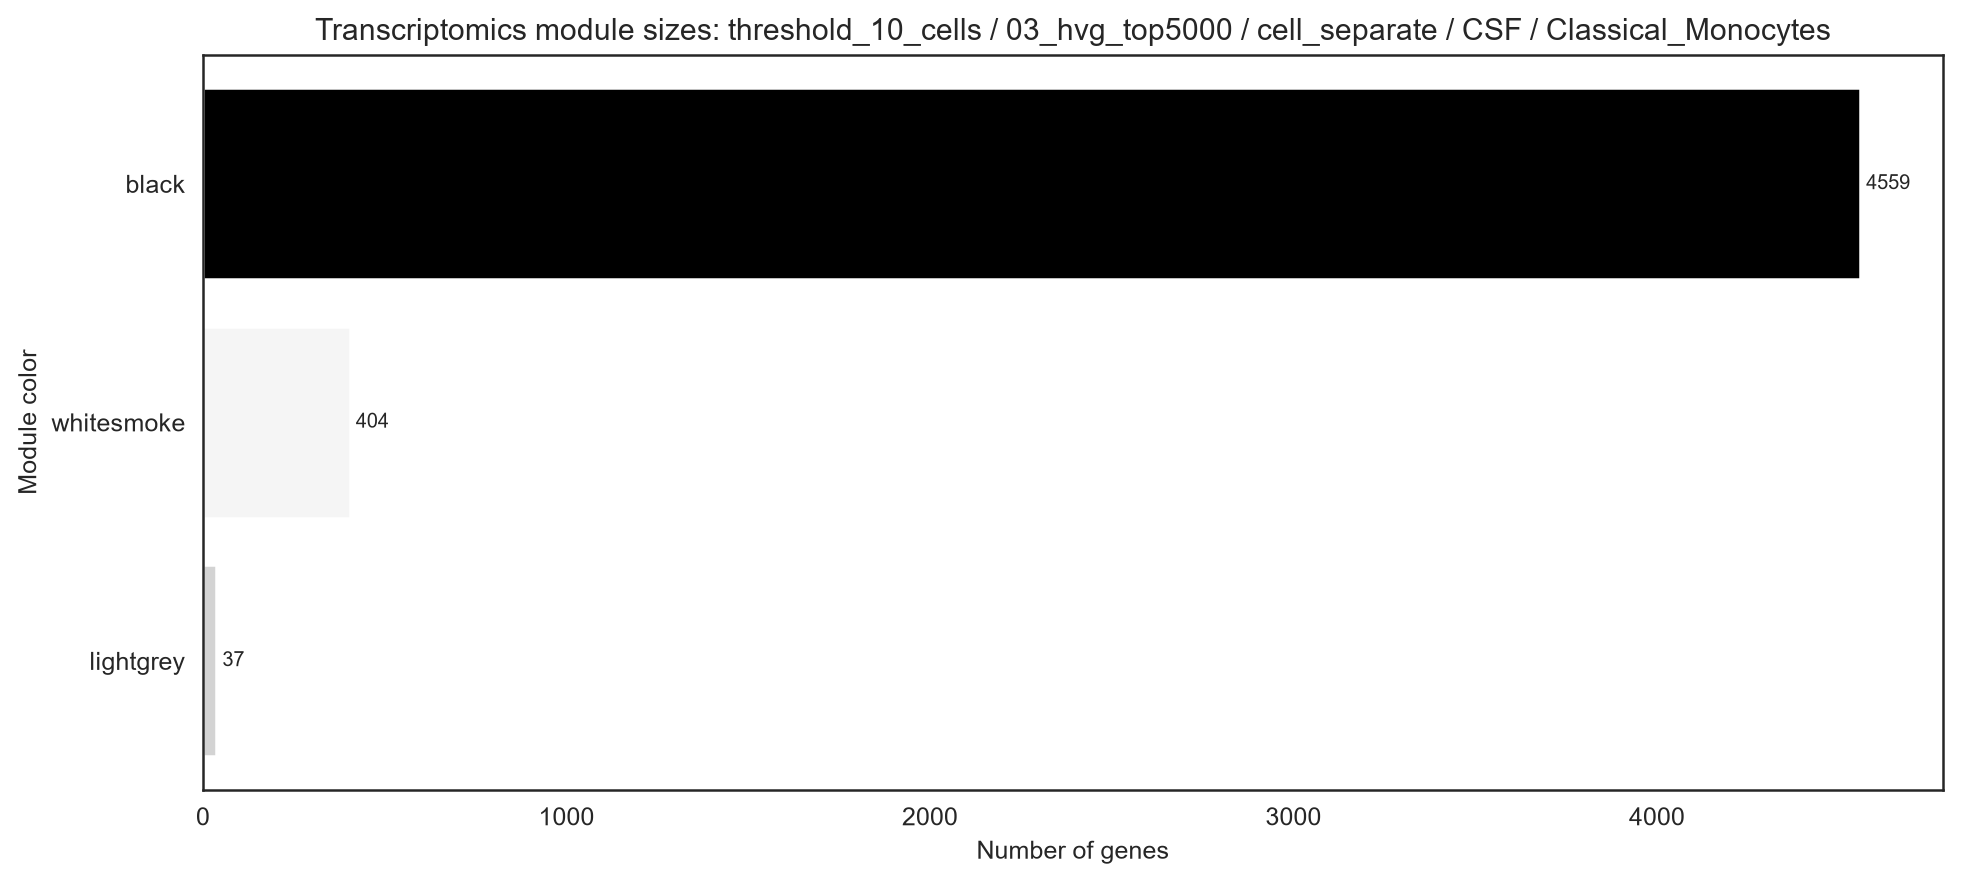 Transcriptomics module sizes: threshold_10_cells / 03_hvg_top5000 / cell_separate / CSF / Classical_Monocytes
Module color
black
4559
whitesmoke
404
lightgrey
37
0 1000 2000 3000 4000
Number of genes